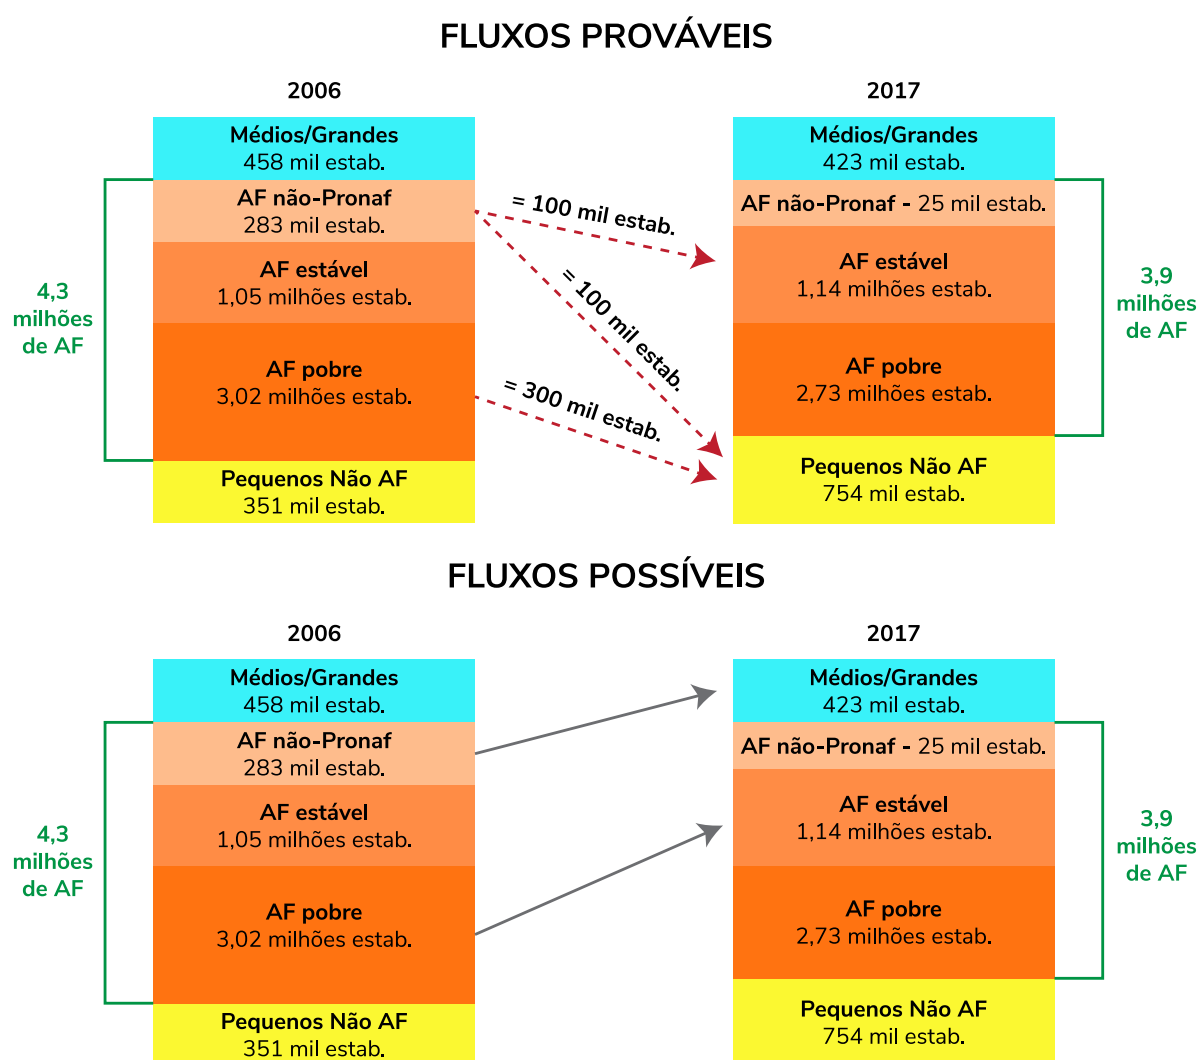 FLUXOS PROVÁVEIS
2006
2017
Médios/Grandes
458 mil estab.
AF não-Pronaf
283 mil estab.
AF estável
1,05 milhões estab.
AF pobre
3,02 milhões estab.
Pequenos Não AF
351 mil estab.
4,3
milhões
de AF
= 100 mil estab.
= 100 mil estab.
= 300 mil estab.
Médios/Grandes
423 mil estab.
AF não-Pronaf - 25 mil estab.
AF estável
1,14 milhões estab.
AF pobre
2,73 milhões estab.
Pequenos Não AF
754 mil estab.
3,9
milhões
de AF
FLUXOS POSSÍVEIS
2006
2017
Médios/Grandes
458 mil estab.
AF não-Pronaf
283 mil estab.
AF estável
1,05 milhões estab.
AF pobre
3,02 milhões estab.
Pequenos Não AF
351 mil estab.
4,3
milhões
de AF
Médios/Grandes
423 mil estab.
AF não-Pronaf - 25 mil estab.
AF estável
1,14 milhões estab.
AF pobre
2,73 milhões estab.
Pequenos Não AF
754 mil estab.
3,9
milhões
de AF